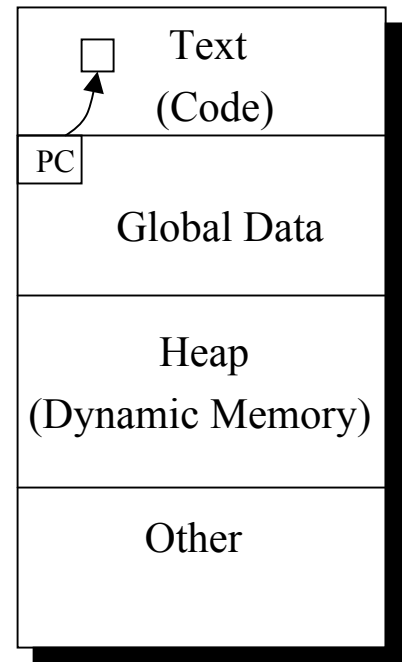 Text
(Code)
PC
Global Data
Heap
(Dynamic Memory)
Other